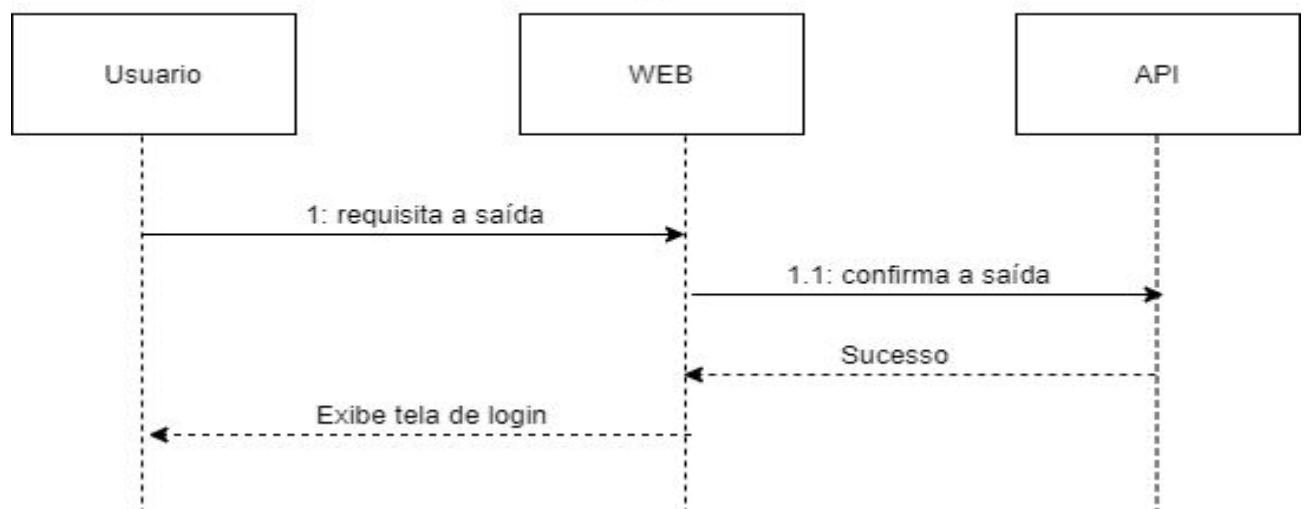 Usuario
WEB
API
1: requisita a saída
1.1: confirma a saída
Sucesso
Exibe tela de login